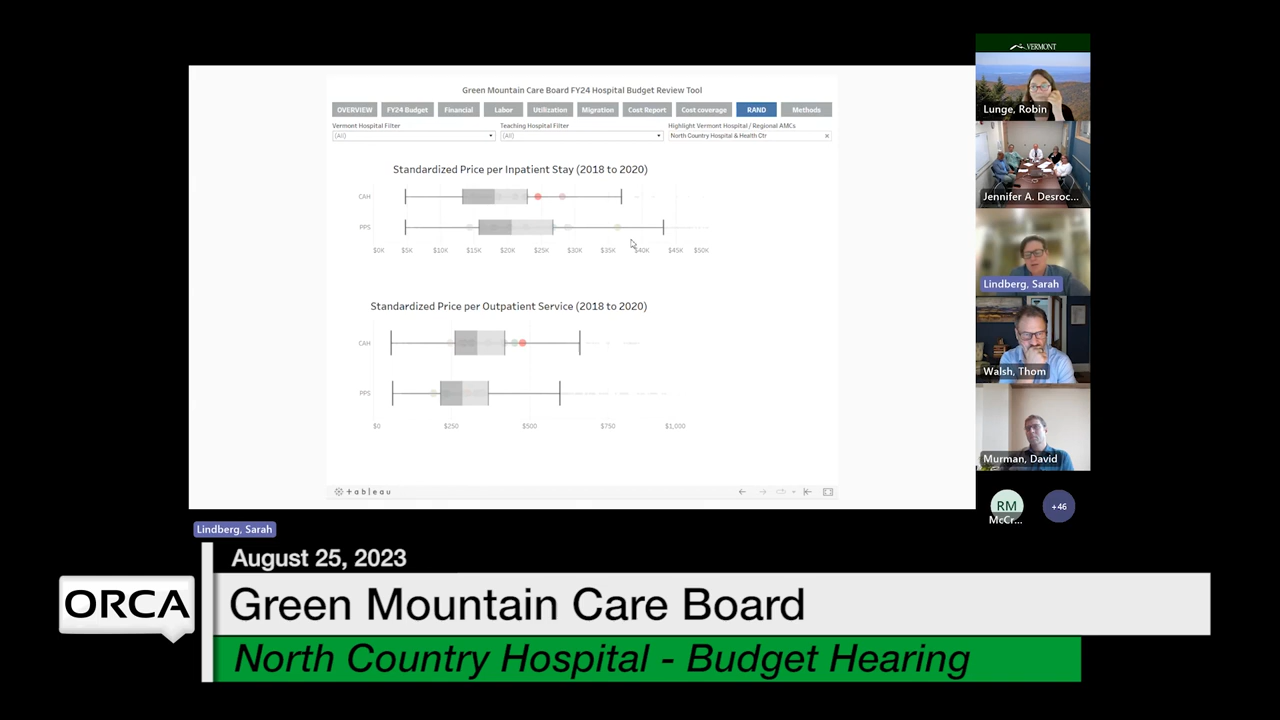 Green Mountain Care Board FY24 Hospital Budget Review Tool
OVERVIEW FY24 Budget Financial Labor Utilization Migration Cost Report Cost coverage RAND Methods
Vermont Hospital Filter Teaching Hospital Filter Highlight Vermont Hospital / Regional AMCs
(All) (All) North Country Hospital & Health Ctr
Standardized Price per Inpatient Stay (2018 to 2020)
CAH
PPS
$0K $5K $10K $15K $20K $25K $30K $35K $40K $45K $50K
Standardized Price per Outpatient Service (2018 to 2020)
CAH
PPS
$0 $250 $500 $750 $1,000
+ a b l e a u
VERMONT
Lunge, Robin
Jennifer A. Desroc...
Lindberg, Sarah
Walsh, Thom
Murman, David
RM +46
McCr...
Lindberg, Sarah
August 25, 2023
ORCA
Green Mountain Care Board
North Country Hospital - Budget Hearing